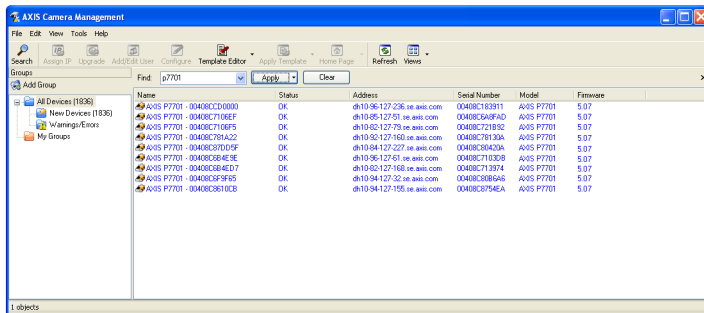 AXIS Camera Management
File Edit View Tools Help
Search Assign IP Upgrade Add/Edit User Configure Template Editor Apply Template Home Page Refresh Views
Groups
Find: p7701 Apply Clear x
Add Group
Name Status Address Serial Number Model Firmware
All Devices (1836)
New Devices (1836)
Warnings/Errors
My Groups
AXIS P7701 - 00408CCD0000 OK dh10-96-127-236.se.axis.com 00408C183911 AXIS P7701 5.07
AXIS P7701 - 00408C7106EF OK dh10-85-127-51.se.axis.com 00408C6A8FAD AXIS P7701 5.07
AXIS P7701 - 00408C7106F5 OK dh10-82-127-79.se.axis.com 00408C721B92 AXIS P7701 5.07
AXIS P7701 - 00408C781A22 OK dh10-92-127-160.se.axis.com 00408C78130A AXIS P7701 5.07
AXIS P7701 - 00408C87DD5F OK dh10-84-127-227.se.axis.com 00408C80420A AXIS P7701 5.07
AXIS P7701 - 00408C6B4E9E OK dh10-96-127-61.se.axis.com 00408C7103DB AXIS P7701 5.07
AXIS P7701 - 00408C6B4ED7 OK dh10-82-127-168.se.axis.com 00408C713974 AXIS P7701 5.07
AXIS P7701 - 00408C6F9F65 OK dh10-94-127-32.se.axis.com 00408C80B6A6 AXIS P7701 5.07
AXIS P7701 - 00408C8610CB OK dh10-94-127-155.se.axis.com 00408C8754EA AXIS P7701 5.07
1 objects